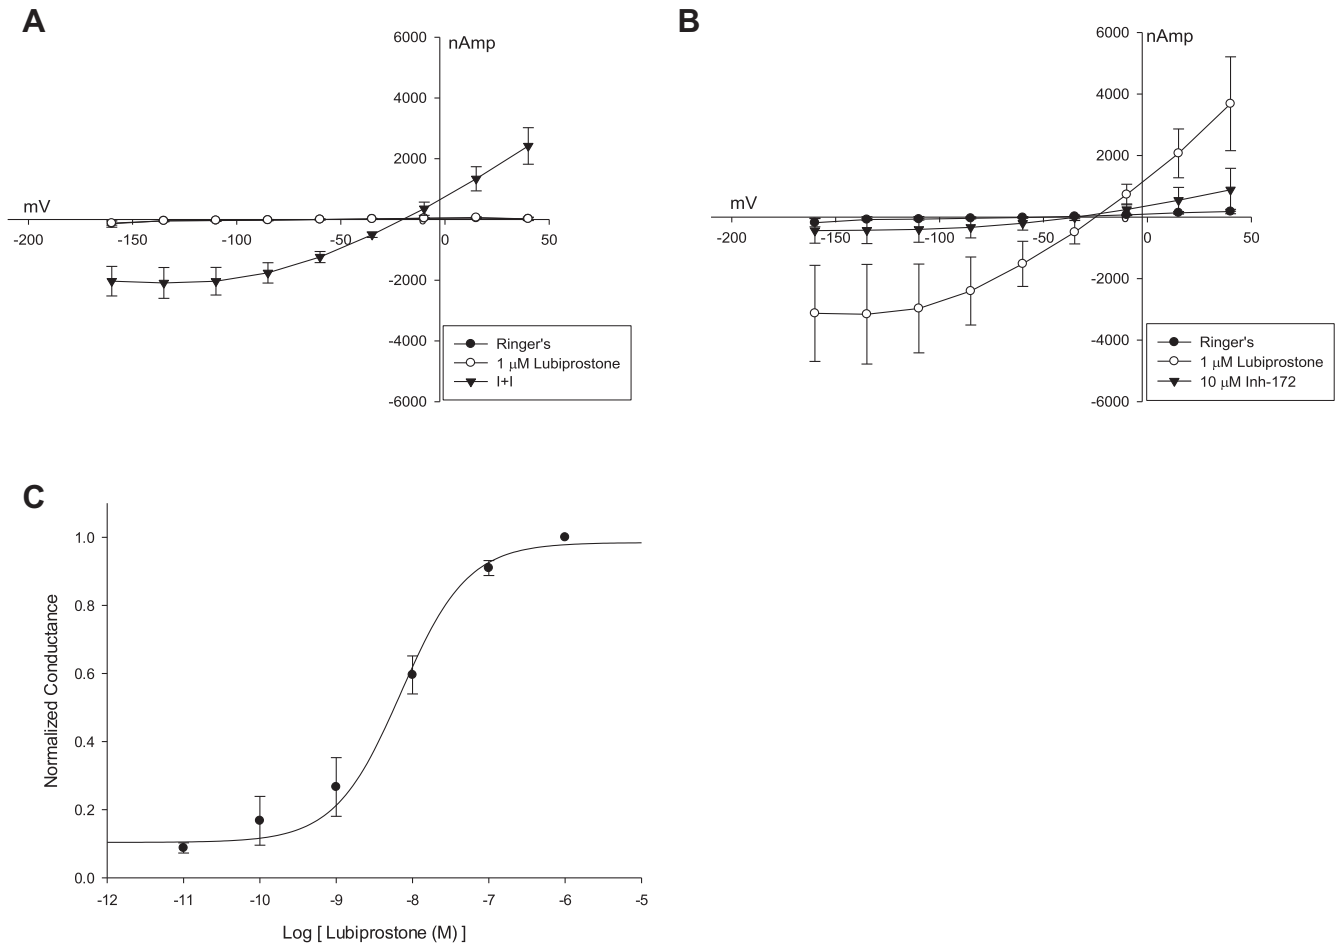 A
6000
nAmp
4000
2000
mV
-200
-150
-100
-50
0
50
-2000
-4000
-6000
Ringer's
1 μM Lubiprostone
I+I
B
6000
nAmp
4000
2000
mV
-200
-150
-100
-50
0
50
-2000
-4000
-6000
Ringer's
1 μM Lubiprostone
10 μM Inh-172
C
1.0
0.8
0.6
0.4
0.2
0.0
Normalized Conductance
-12 -11 -10 -9 -8 -7 -6 -5
Log [ Lubiprostone (M) ]